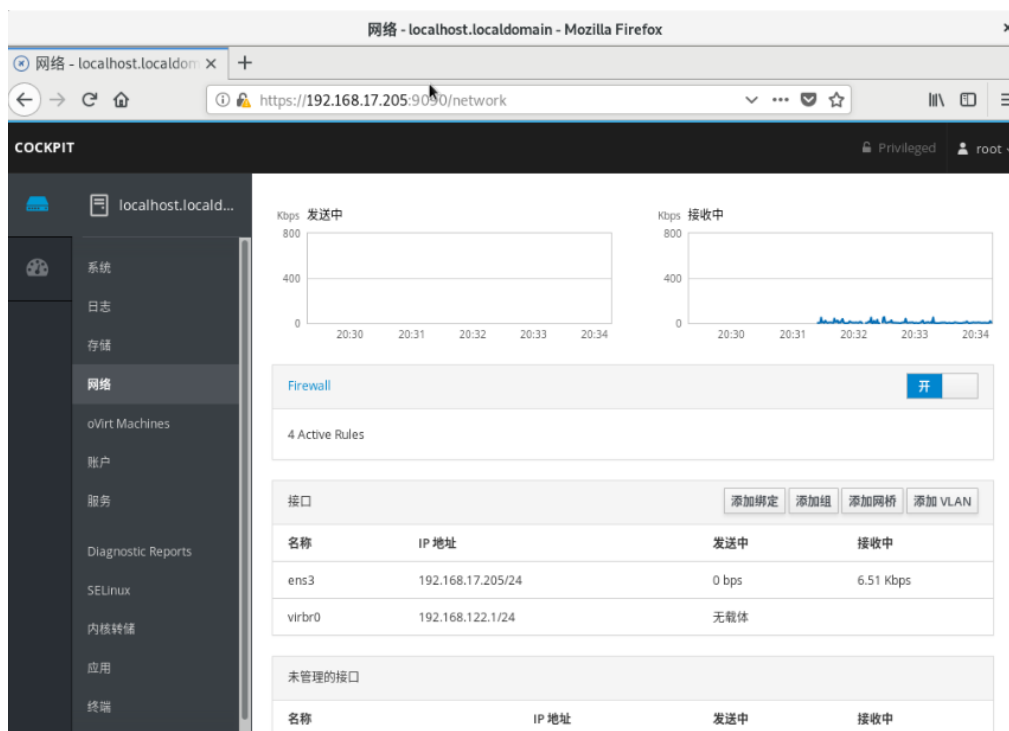 网络 - localhost.localdomain - Mozilla Firefox
网络 - localhost.localdom
https://192.168.17.205:9090/network
COCKPIT
Privileged
root
localhost.locald...
系统
日志
存储
网络
oVirt Machines
账户
服务
Diagnostic Reports
SELinux
内核转储
应用
终端
Kbps 发送中
800
400
0
20:30 20:31 20:32 20:33 20:34
Kbps 接收中
800
400
0
20:30 20:31 20:32 20:33 20:34
Firewall
开
4 Active Rules
接口
添加绑定 添加组 添加网桥 添加 VLAN
名称 IP 地址 发送中 接收中
ens3 192.168.17.205/24 0 bps 6.51 Kbps
virbr0 192.168.122.1/24 无载体
未管理的接口
名称 IP 地址 发送中 接收中